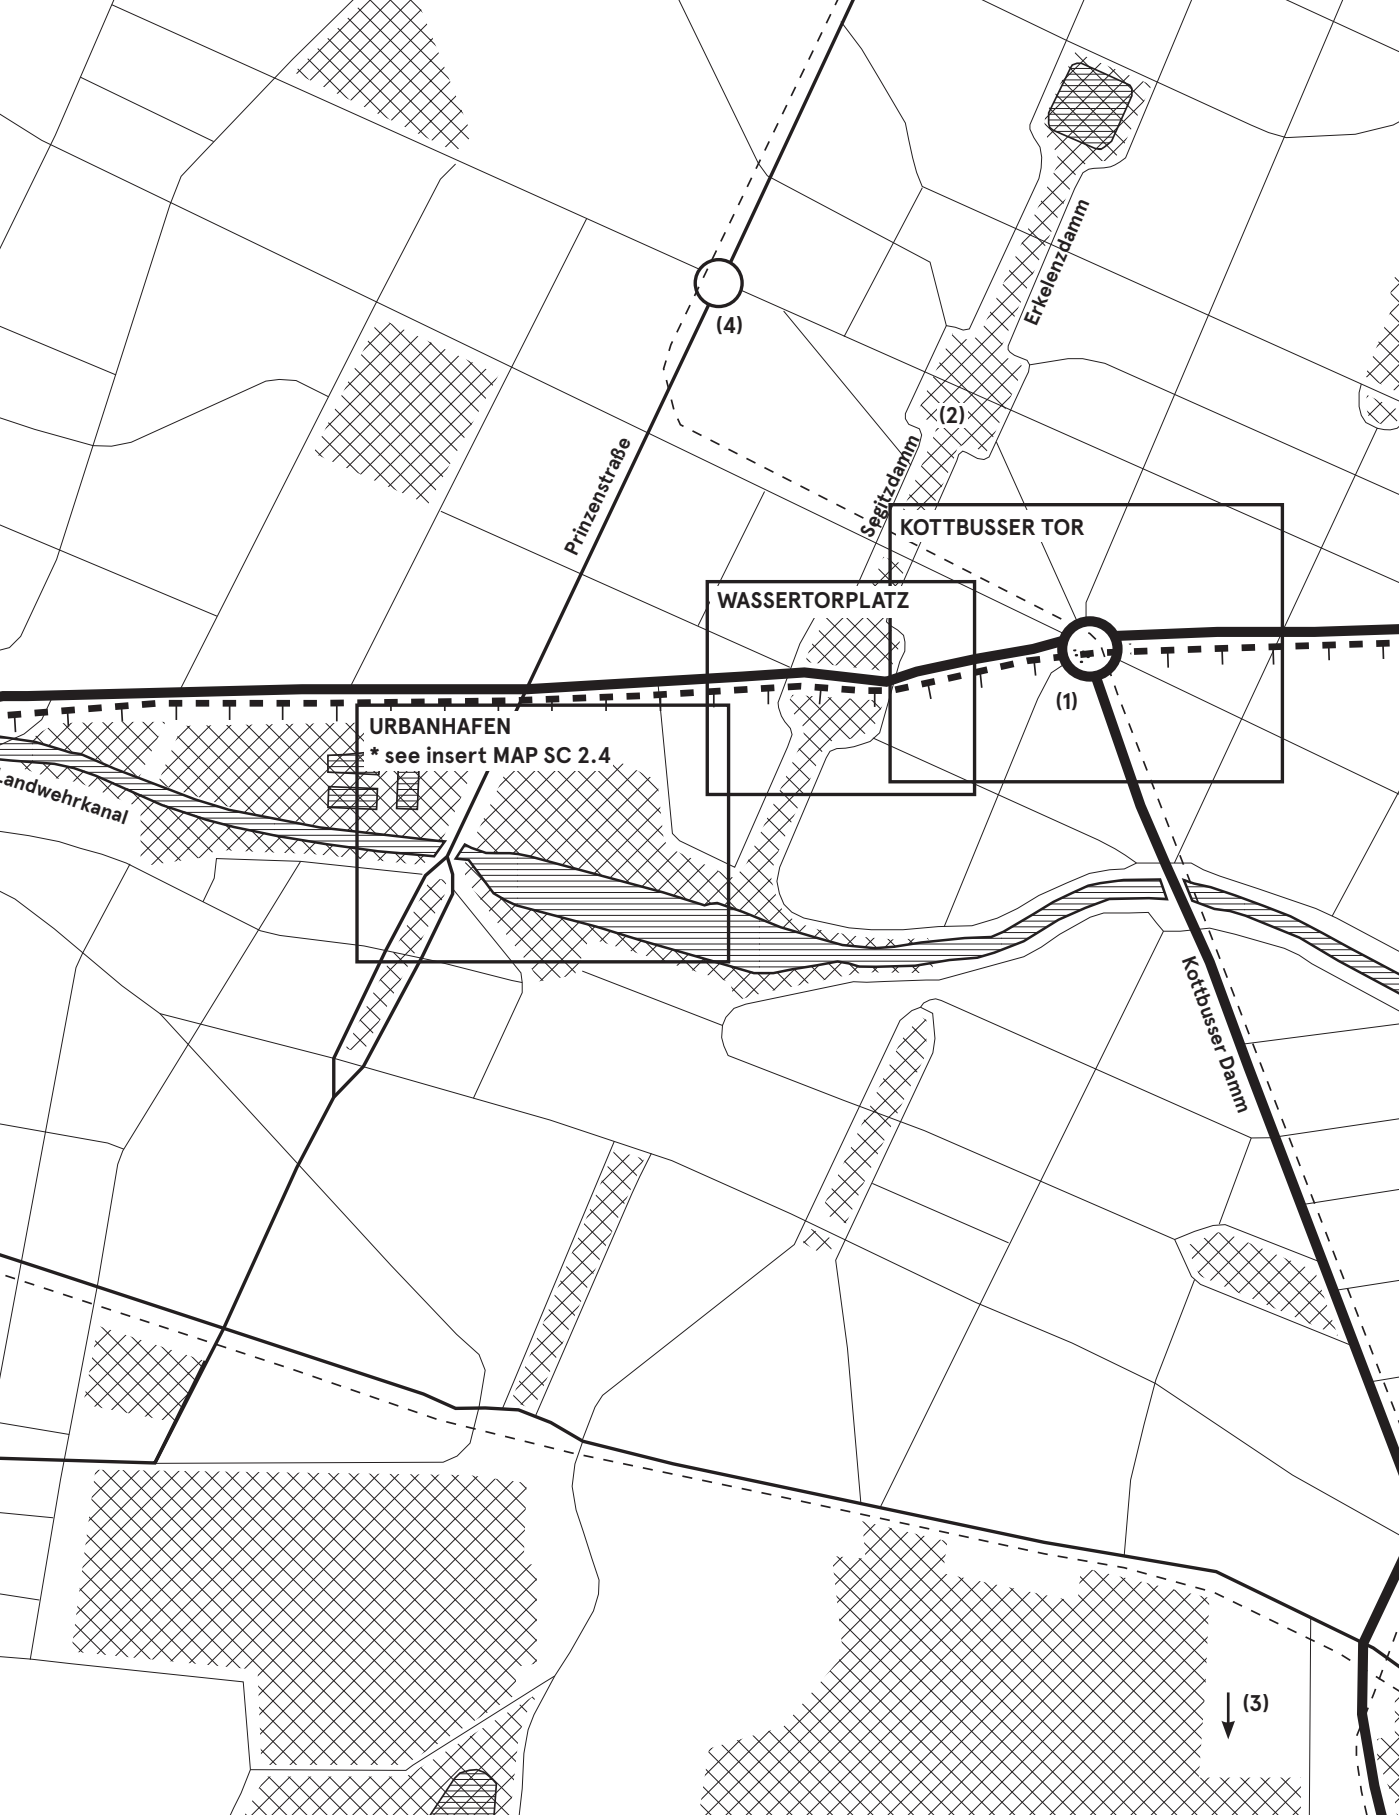 Erkelenzdamm
(4)
(2)
Segitzdamm
Prinzenstraße
KOTTBUSSER TOR
WASSERTORPLATZ
(1)
URBANHAFEN
* see insert MAP SC 2.4
Landwehrkanal
Kottbusser Damm
(3)